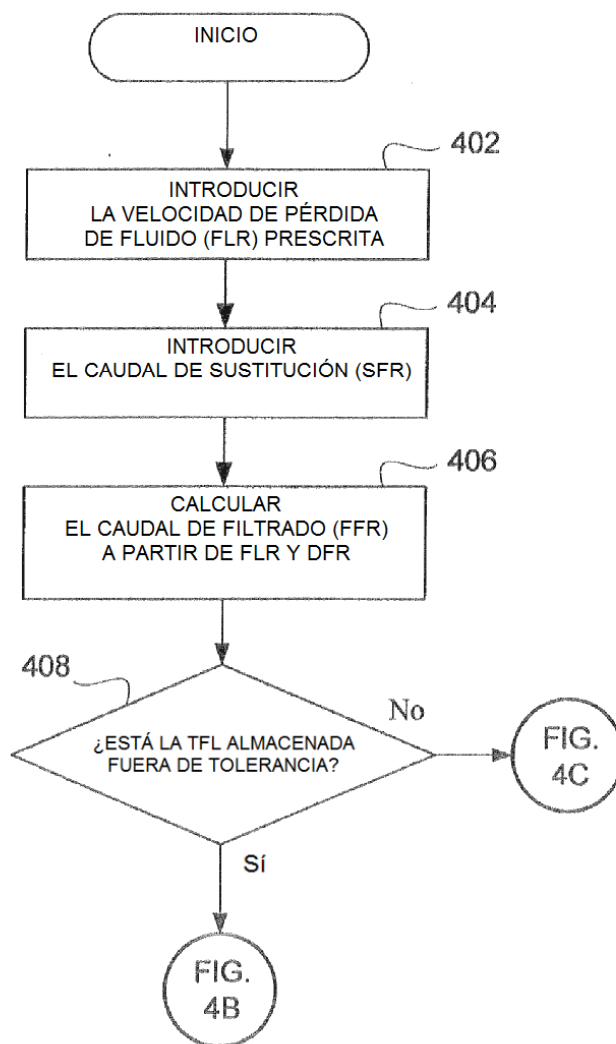 INICIO
402
INTRODUCIR
LA VELOCIDAD DE PÉRDIDA
DE FLUIDO (FLR) PRESCRITA
404
INTRODUCIR
EL CAUDAL DE SUSTITUCIÓN (SFR)
406
CALCULAR
EL CAUDAL DE FILTRADO (FFR)
A PARTIR DE FLR Y DFR
408
¿ESTÁ LA TFL ALMACENADA
FUERA DE TOLERANCIA?
No
FIG.
4C
Sí
FIG.
4B